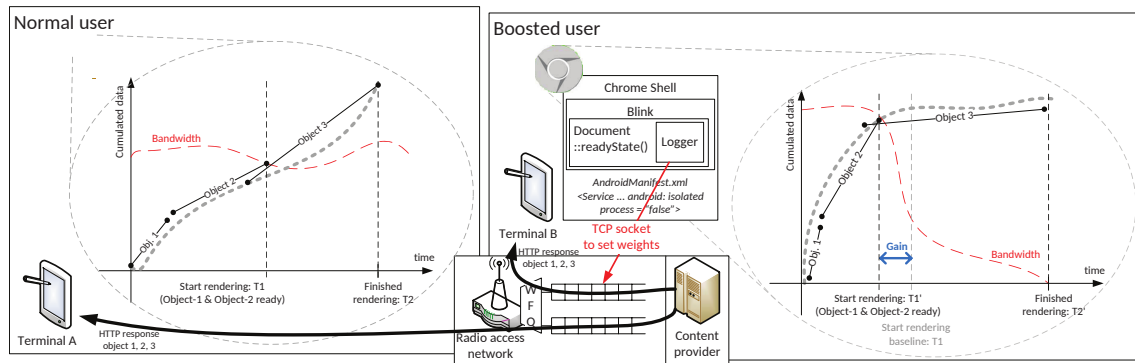 Normal user
Cumulated data
Bandwidth
Obj. 1
Object 2
Object 3
time
Start rendering: T1
(Object-1 & Object-2 ready)
Finished
rendering: T2
Terminal A
HTTP response
object 1, 2, 3
Boosted user
Chrome Shell
Blink
Document
::readyState()
Logger
AndroidManifest.xml
<Service ... android: isolated
process = "false">
Terminal B
TCP socket
to set weights
HTTP response
object 1, 2, 3
W
F
Q
Radio access
network
Content
provider
Cumulated data
Obj. 1
Object 2
Object 3
Gain
Bandwidth
time
Start rendering: T1'
(Object-1 & Object-2 ready)
Start rendering
baseline: T1
Finished
rendering: T2'